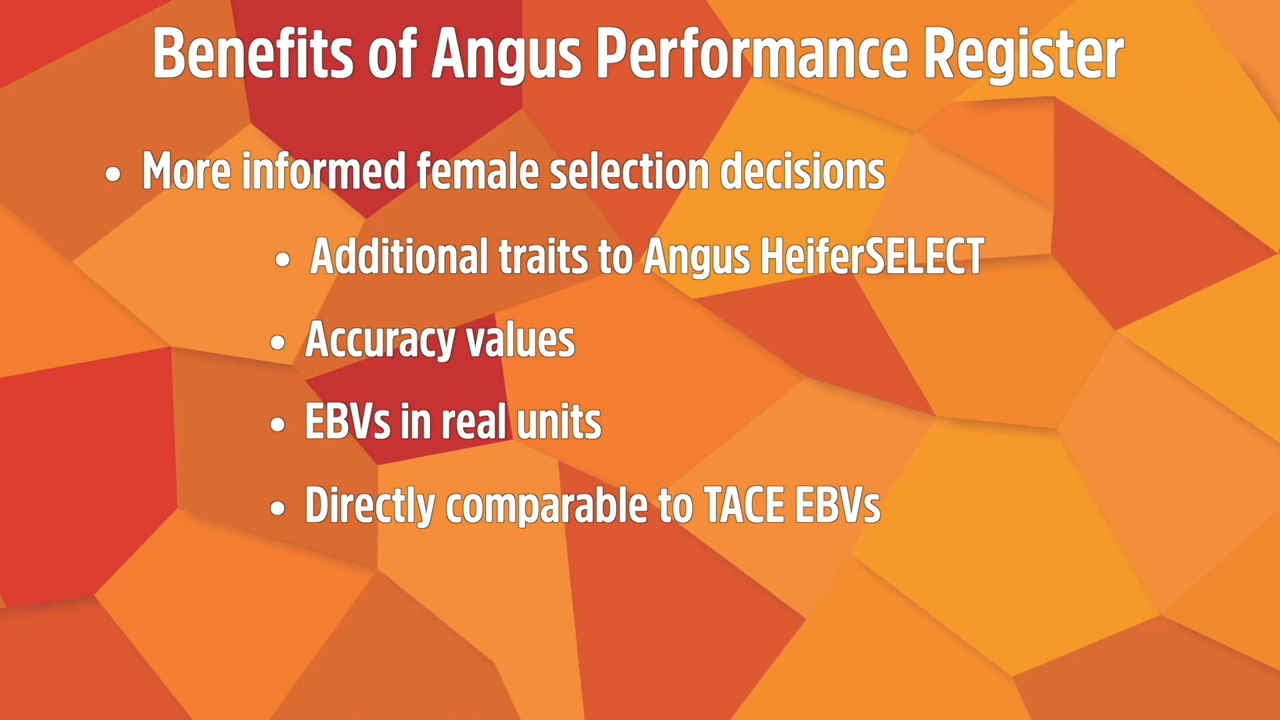 Benefits of Angus Performance Register
• More informed female selection decisions
• Additional traits to Angus HeiferSELECT
• Accuracy values
• EBVs in real units
• Directly comparable to TACE EBVs